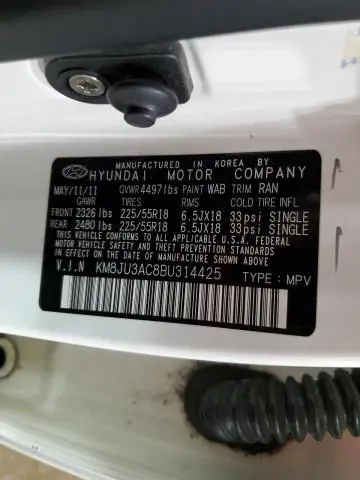 MANUFACTURED IN KOREA BY
HYUNDAI MOTOR COMPANY
MAY/11/11 GVWR4497lbs PAINT WAB TRIM RAN
GAWR TIRES RIMS COLD TIRE INFL
FRONT 2326 lbs 225/55R18 6.5JX18 33psi SINGLE
REAR 2480 lbs 225/55R18 6.5JX18 33psi SINGLE
THIS VEHICLE CONFORMS TO ALL APPLICABLE
FEDERAL MOTOR VEHICLE SAFETY AND THEFT
PREVENTION STANDARDS IN EFFECT ON THE DATE
OF MANUFACTURE SHOWN ABOVE.
V.I.N KM8JU3AC8BU314425 TYPE : MPV